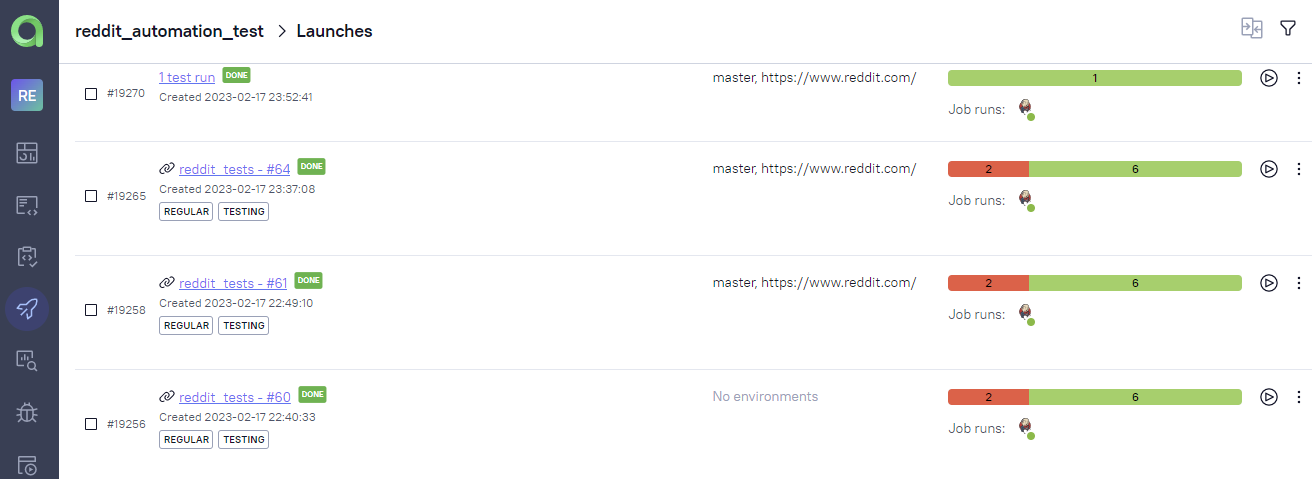 reddit_automation_test > Launches
RE
#19270
1 test run DONE
Created 2023-02-17 23:52:41
master, https://www.reddit.com/
1
Job runs:
#19265
reddit_tests - #64 DONE
Created 2023-02-17 23:37:08
REGULAR TESTING
master, https://www.reddit.com/
2 6
Job runs:
#19258
reddit_tests - #61 DONE
Created 2023-02-17 22:49:10
REGULAR TESTING
master, https://www.reddit.com/
2 6
Job runs:
#19256
reddit_tests - #60 DONE
Created 2023-02-17 22:40:33
REGULAR TESTING
No environments
2 6
Job runs: